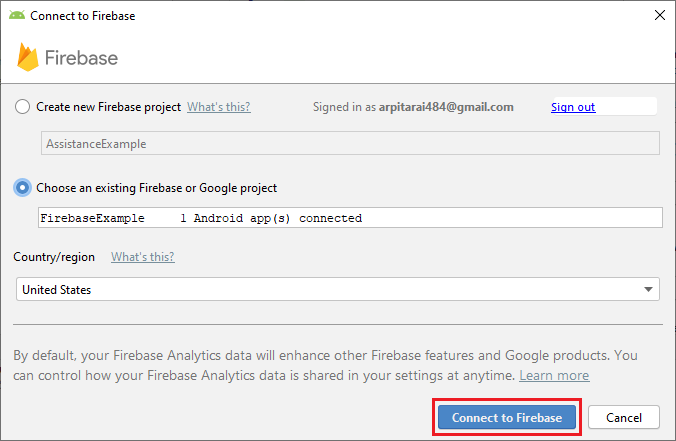 Connect to Firebase
Firebase
Create new Firebase project What's this? Signed in as arpitarai484@gmail.com Sign out
AssistanceExample
Choose an existing Firebase or Google project
FirebaseExample 1 Android app(s) connected
Country/region What's this?
United States
By default, your Firebase Analytics data will enhance other Firebase features and Google products. You
can control how your Firebase Analytics data is shared in your settings at anytime. Learn more
Connect to Firebase Cancel